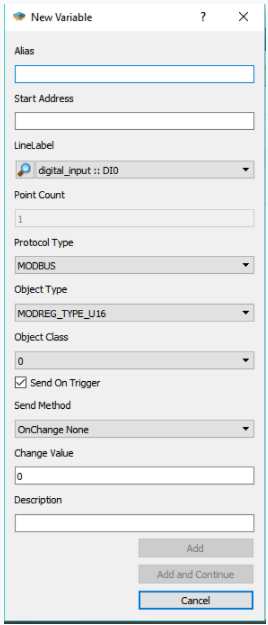 New Variable
Alias
Start Address
LineLabel
digital_input :: DI0
Point Count
1
Protocol Type
MODBUS
Object Type
MODREG_TYPE_U16
Object Class
0
Send On Trigger
Send Method
OnChange None
Change Value
0
Description
Add
Add and Continue
Cancel